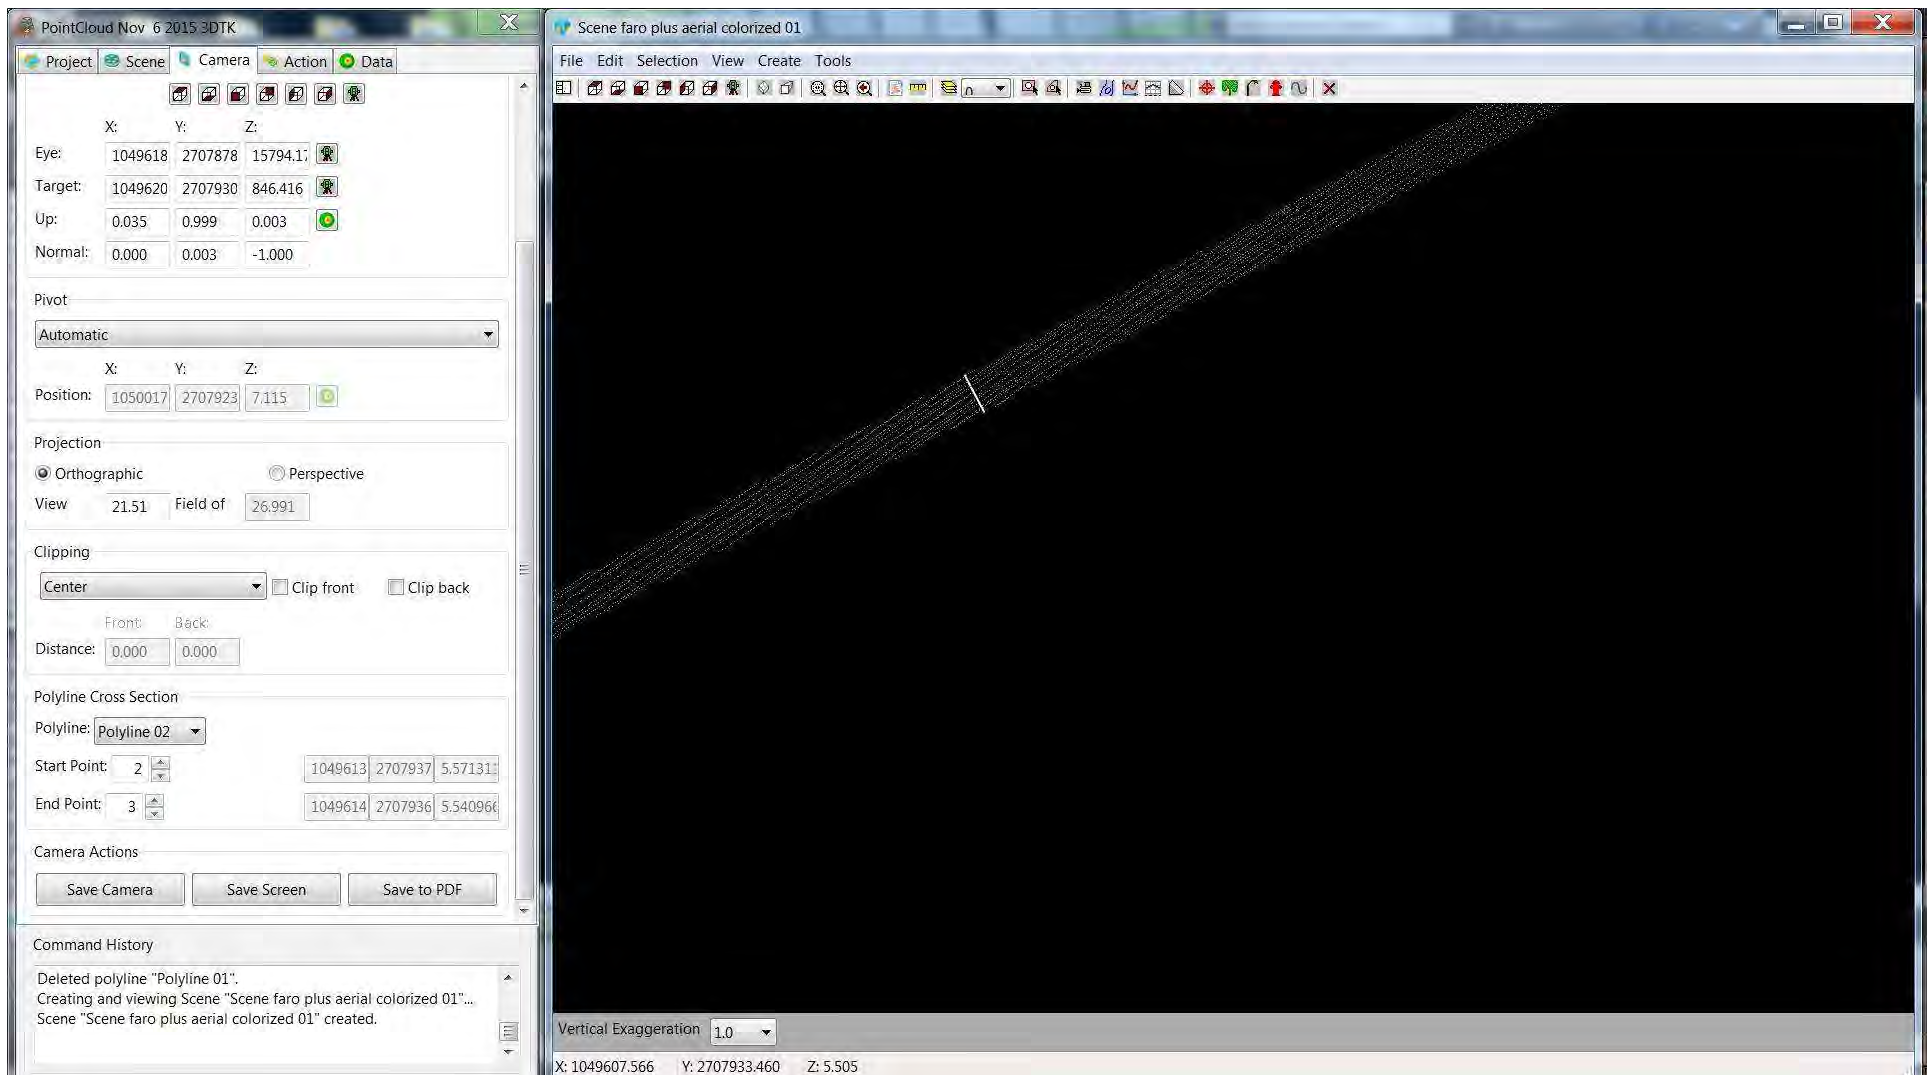 PointCloud Nov 6 2015 3DTK
Project Scene Camera Action Data
X: Y: Z:
Eye: 1049618 2707878 15794.17
Target: 1049620 2707930 846.416
Up: 0.035 0.999 0.003
Normal: 0.000 0.003 -1.000
Pivot
Automatic
X: Y: Z:
Position: 1050017 2707923 7.115
Projection
Orthographic Perspective
View 21.51 Field of 26.991
Clipping
Center Clip front Clip back
Front: Back:
Distance: 0.000 0.000
Polyline Cross Section
Polyline: Polyline 02
Start Point: 2 1049613 2707937 5.57131
End Point: 3 1049614 2707936 5.54096
Camera Actions
Save Camera Save Screen Save to PDF
Command History
Deleted polyline "Polyline 01".
Creating and viewing Scene "Scene faro plus aerial colorized 01"...
Scene "Scene faro plus aerial colorized 01" created.
Scene faro plus aerial colorized 01
File Edit Selection View Create Tools
n
Vertical Exaggeration 1.0
X: 1049607.566 Y: 2707933.460 Z: 5.505